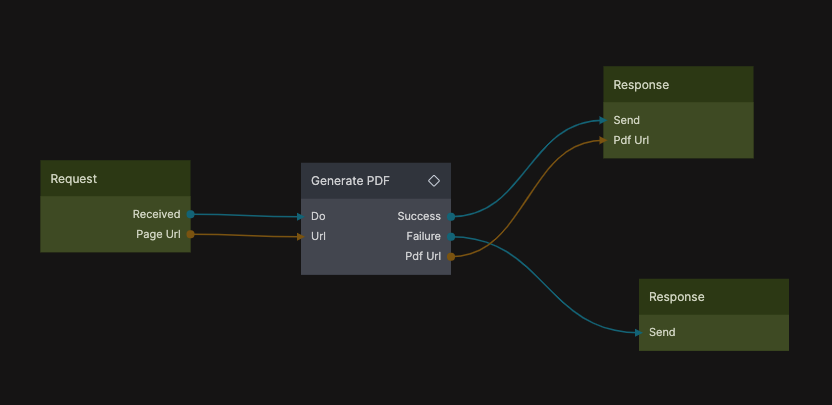 Request
Received
Page Url
Generate PDF
Do
Success
Url
Failure
Pdf Url
Response
Send
Pdf Url
Response
Send